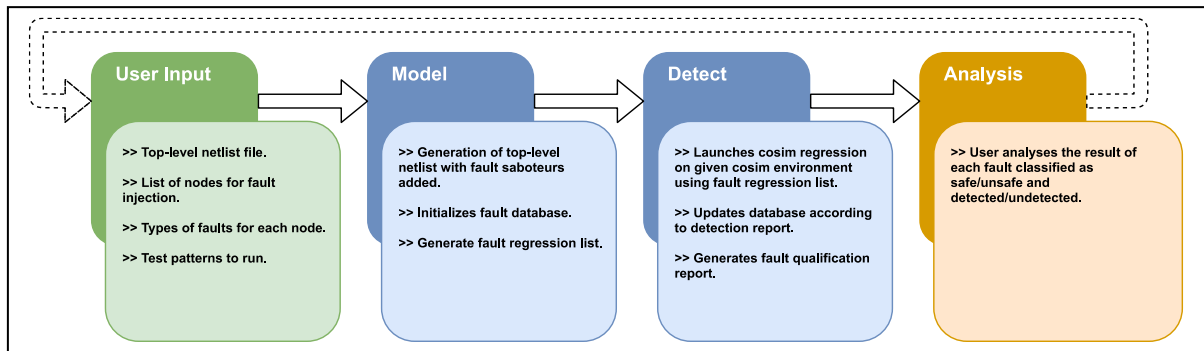 User Input
>> Top-level netlist file.
>> List of nodes for fault
injection.
>> Types of faults for each node.
>> Test patterns to run.
Model
>> Generation of top-level
netlist with fault saboteurs
added.
>> Initializes fault database.
>> Generate fault regression list.
Detect
>> Launches cosim regression
on given cosim environment
using fault regression list.
>> Updates database according
to detection report.
>> Generates fault qualification
report.
Analysis
>> User analyses the result of
each fault classified as
safe/unsafe and
detected/undetected.